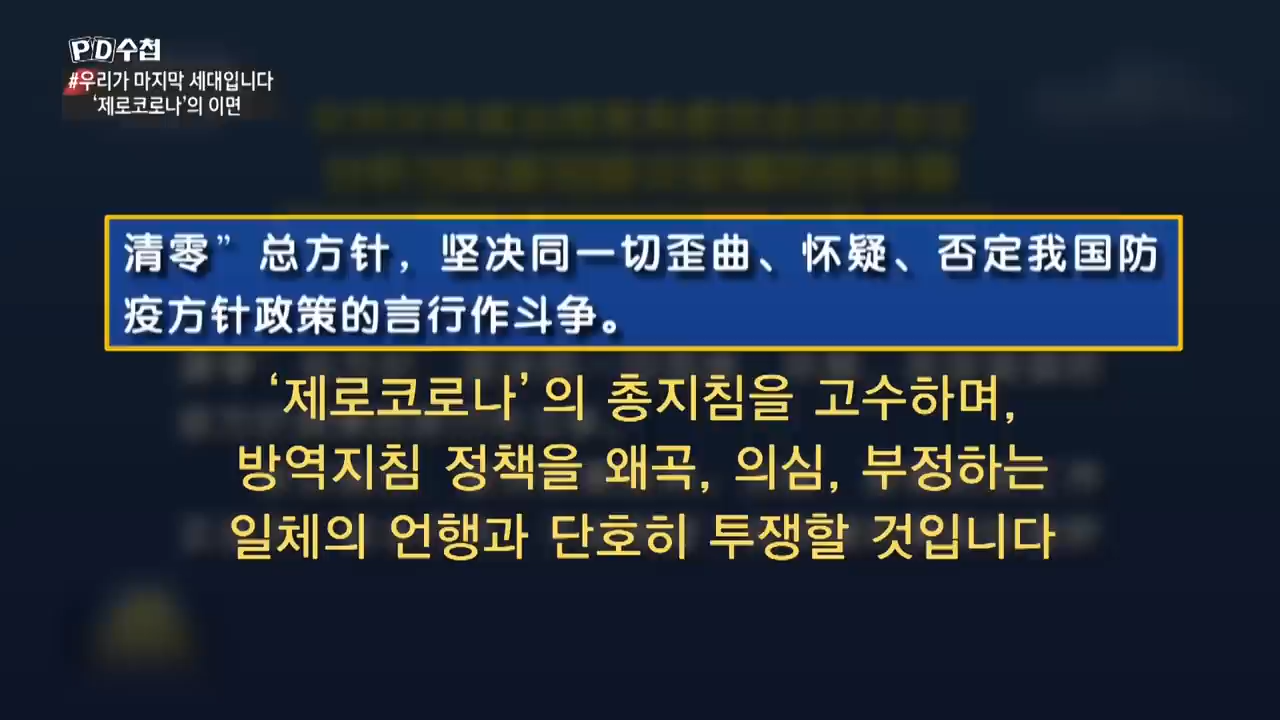 PD수첩
#우리가 마지막 세대입니다
‘제로코로나’의 이면
清零”总方针，坚决同一切歪曲、怀疑、否定我国防
疫方针政策的言行作斗争。
‘제로코로나’의 총지침을 고수하며,
방역지침 정책을 왜곡, 의심, 부정하는
일체의 언행과 단호히 투쟁할 것입니다